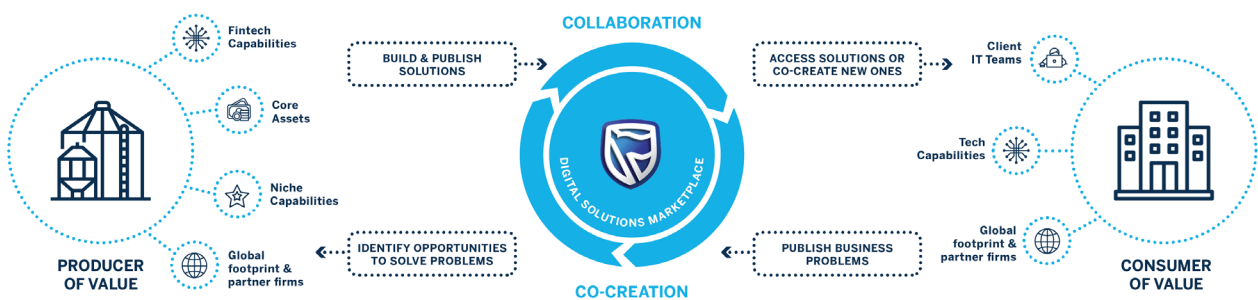 COLLABORATION
Fintech
Capabilities
BUILD & PUBLISH
SOLUTIONS
ACCESS SOLUTIONS OR
CO-CREATE NEW ONES
Client
IT Teams
Core
Assets
Tech
Capabilities
DIGITAL SOLUTIONS MARKETPLACE
Niche
Capabilities
Global
footprint &
partner firms
IDENTIFY OPPORTUNITIES
TO SOLVE PROBLEMS
PUBLISH BUSINESS
PROBLEMS
Global
footprint &
partner firms
PRODUCER
OF VALUE
CONSUMER
OF VALUE
CO-CREATION